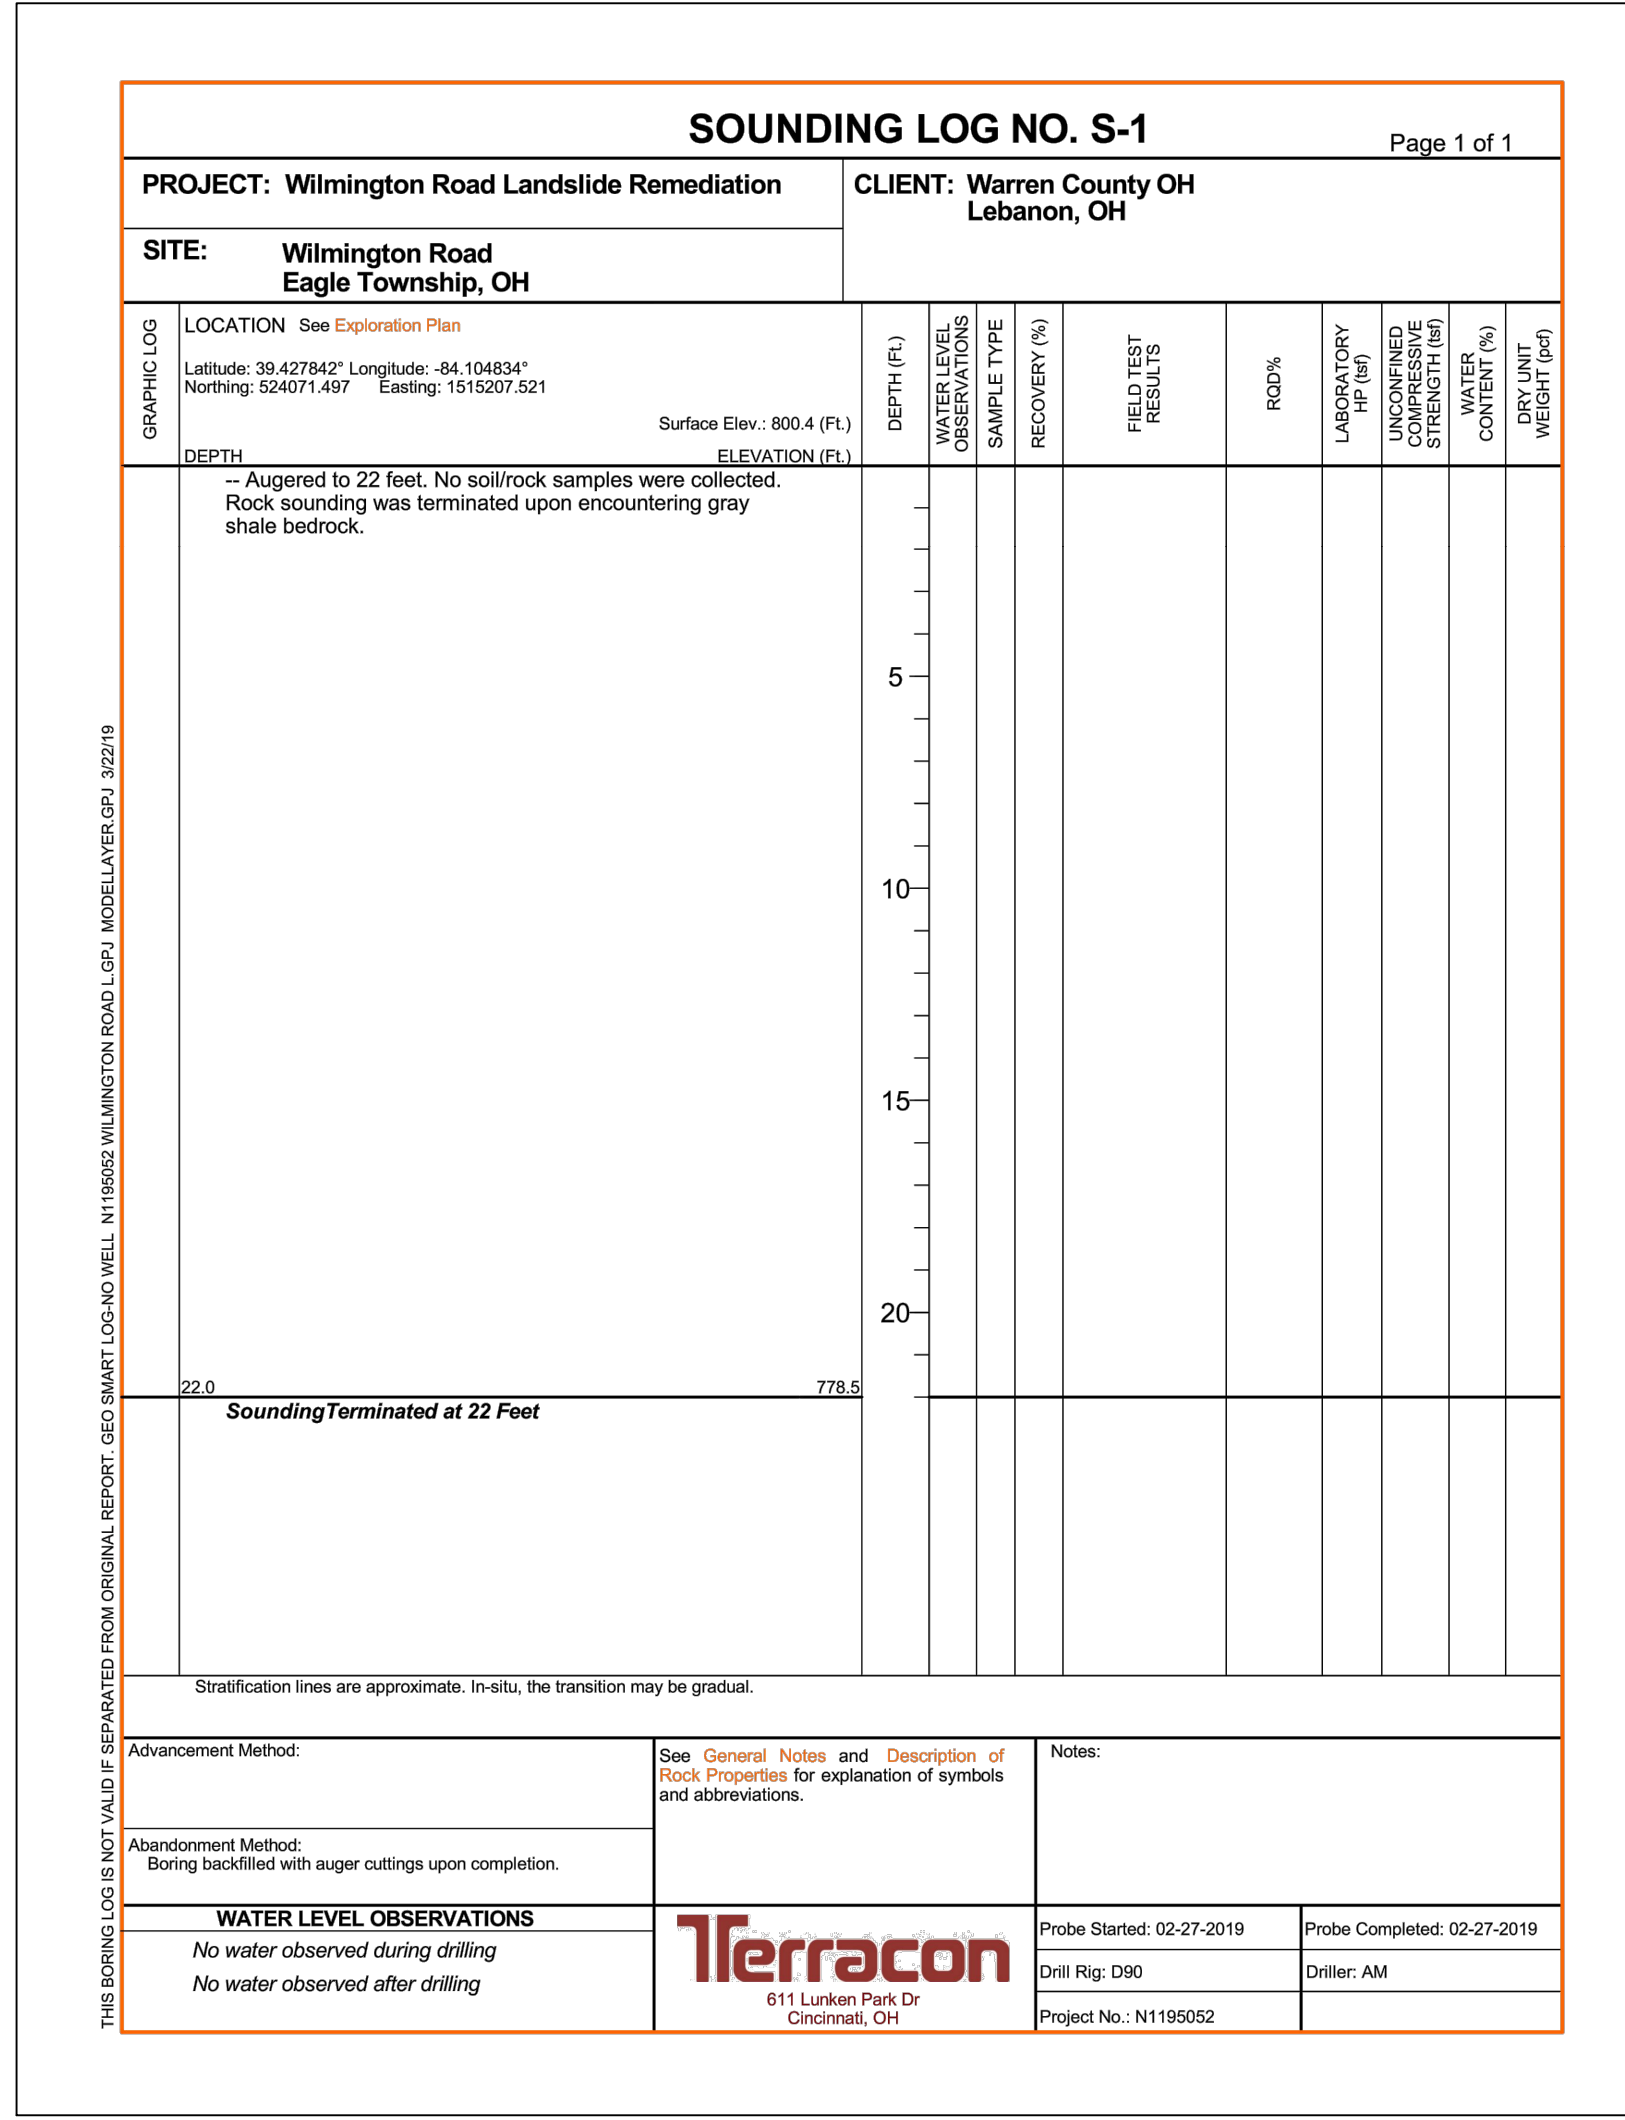 SOUNDING LOG NO. S-1
Page 1 of 1
PROJECT: Wilmington Road Landslide Remediation
CLIENT: Warren County OH
Lebanon, OH
SITE: Wilmington Road
Eagle Township, OH
GRAPHIC LOG
LOCATION See Exploration Plan
Latitude: 39.427842° Longitude: -84.104834°
Northing: 524071.497 Easting: 1515207.521
Surface Elev.: 800.4 (Ft.)
DEPTH ELEVATION (Ft.)
DEPTH (Ft.)
WATER LEVEL
OBSERVATIONS
SAMPLE TYPE
RECOVERY (%)
FIELD TEST
RESULTS
RQD%
LABORATORY
HP (tsf)
UNCONFINED
COMPRESSIVE
STRENGTH (tsf)
WATER
CONTENT (%)
DRY UNIT
WEIGHT (pcf)
-- Augered to 22 feet. No soil/rock samples were collected.
Rock sounding was terminated upon encountering gray
shale bedrock.
5
10
15
20
22.0 778.5
SoundingTerminated at 22 Feet
Stratification lines are approximate. In-situ, the transition may be gradual.
Advancement Method:
Abandonment Method:
Boring backfilled with auger cuttings upon completion.
See General Notes and Description of
Rock Properties for explanation of symbols
and abbreviations.
Notes:
WATER LEVEL OBSERVATIONS
No water observed during drilling
No water observed after drilling
Terracon
611 Lunken Park Dr
Cincinnati, OH
Probe Started: 02-27-2019
Probe Completed: 02-27-2019
Drill Rig: D90
Driller: AM
Project No.: N1195052
THIS BORING LOG IS NOT VALID IF SEPARATED FROM ORIGINAL REPORT. GEO SMART LOG-NO WELL N1195052 WILMINGTON ROAD L.GPJ MODELLAYER.GPJ 3/22/19